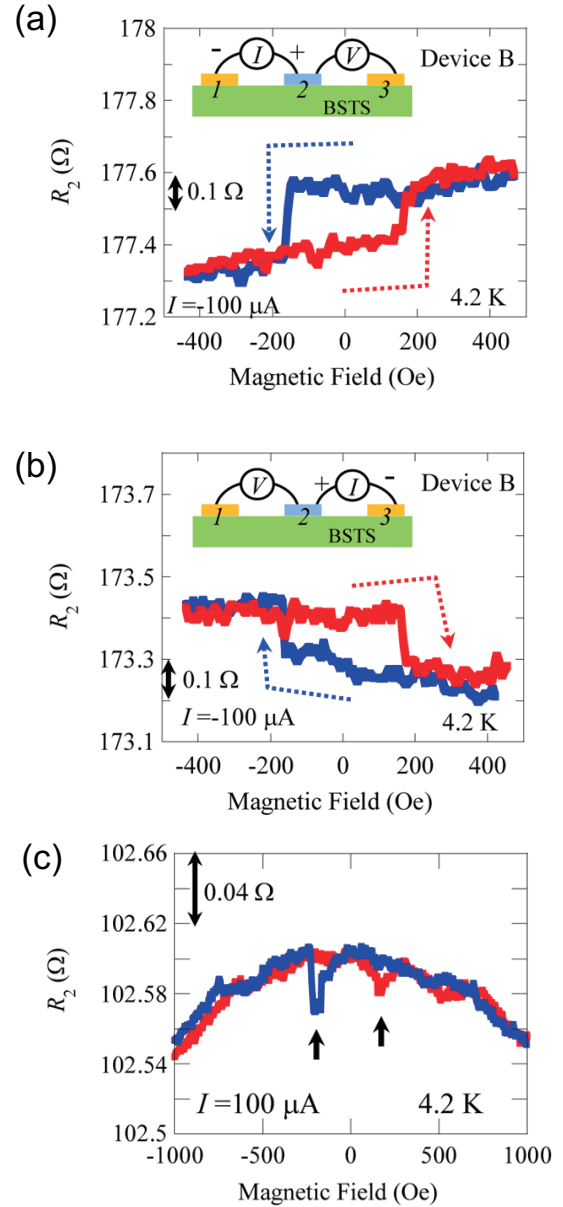 (a)
178
177.8
177.6
177.4
177.2
R2 (Ω)
- I + V
Device B
1 2 3
BSTS
0.1 Ω
I =-100 μA
4.2 K
-400 -200 0 200 400
Magnetic Field (Oe)
(b)
173.7
173.5
173.3
173.1
R2 (Ω)
V + I -
Device B
1 2 3
BSTS
0.1 Ω
I =-100 μA
4.2 K
-400 -200 0 200 400
Magnetic Field (Oe)
(c)
102.66
102.62
102.58
102.54
102.5
R2 (Ω)
0.04 Ω
I =100 μA
4.2 K
-1000 -500 0 500 1000
Magnetic Field (Oe)